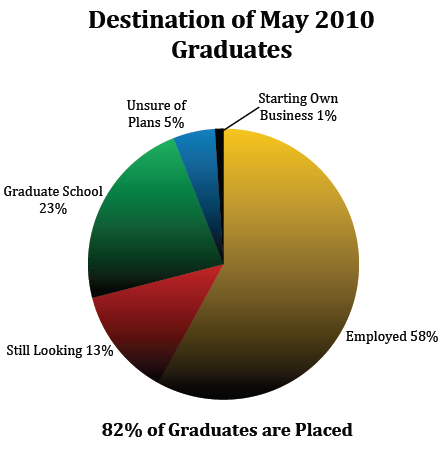 Destination of May 2010
Graduates
Starting Own
Business 1%
Unsure of
Plans 5%
Graduate School
23%
Employed 58%
Still Looking 13%
82% of Graduates are Placed